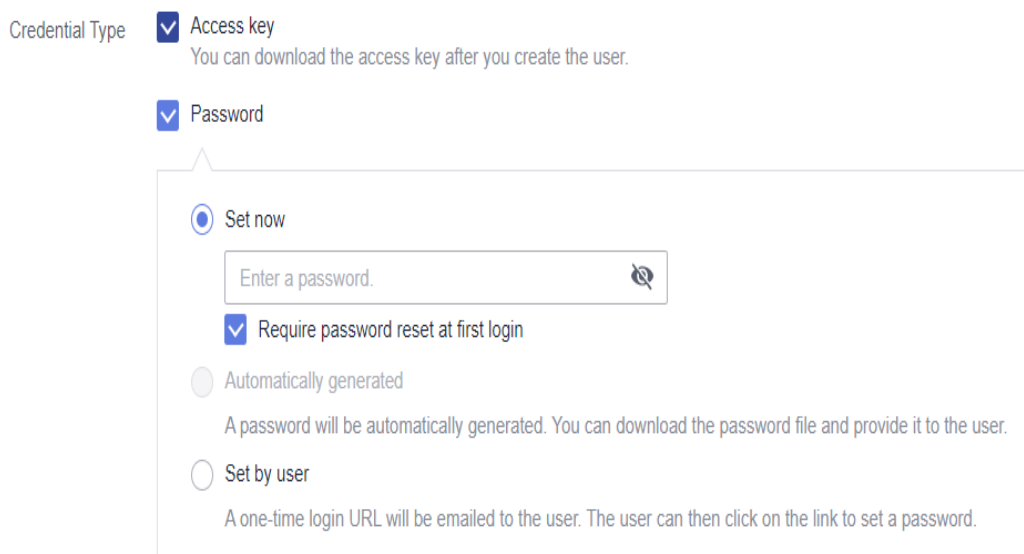 Credential Type
Access key
You can download the access key after you create the user.
Password
Set now
Enter a password.
Require password reset at first login
Automatically generated
A password will be automatically generated. You can download the password file and provide it to the user.
Set by user
A one-time login URL will be emailed to the user. The user can then click on the link to set a password.